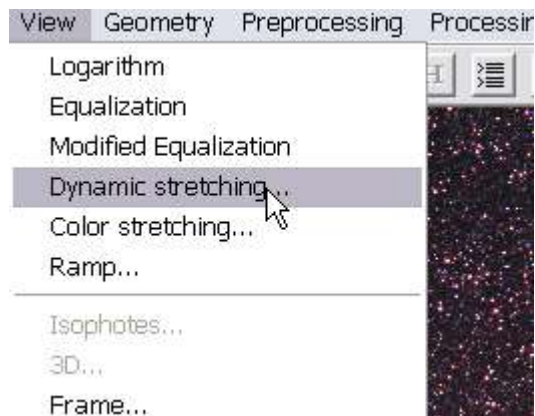 View Geometry Preprocessing
Logarithm
Equalization
Modified Equalization
Dynamic stretching...
Color stretching...
Ramp...
Isophotes...
3D...
Frame...